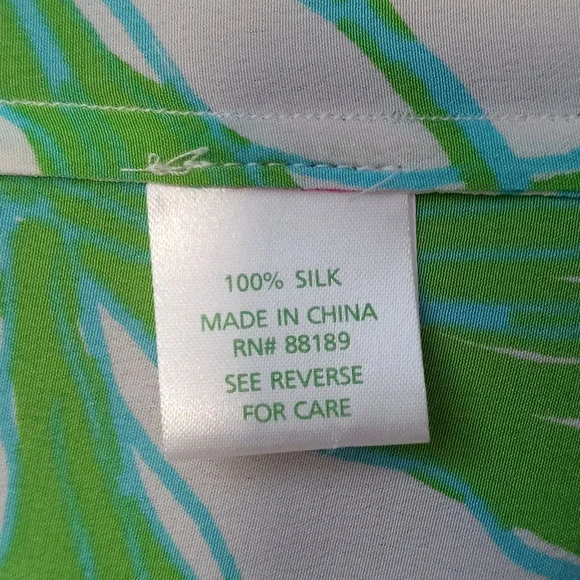 100% SILK
MADE IN CHINA
RN# 88189
SEE REVERSE
FOR CARE